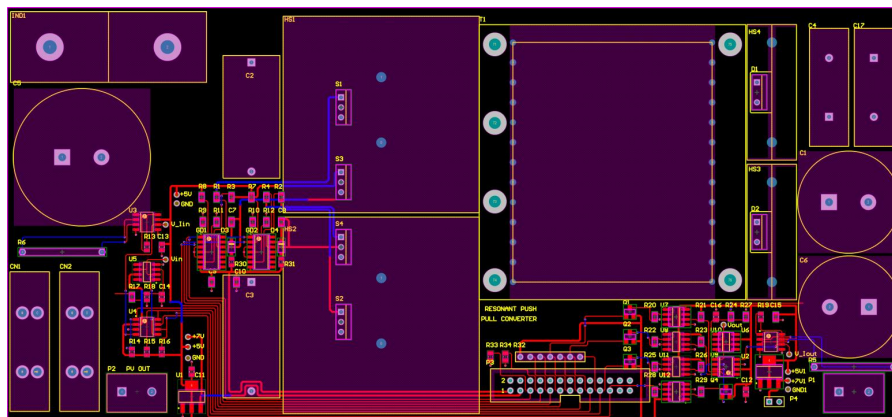 IND1
HS1
T1
HS4
C4
C17
C2
D1
C5
S1
C1
S3
HS3
R8
R1
R3
R7
R4
R2
+5V
GND
U3
R9
R11
C7
R10
R12
C8
D2
V_Iin
GD1
D3
GD2
D4
HS2
S4
R13
C13
R6
Vin
U5
R30
R31
C6
CN1
CN2
C10
C3
R17
R18
C14
S2
RESONANT PUSH
PULL CONVERTER
U4
R20
U7
R21
C16
R24
R27
R19
C15
+7V
Q2
R22
U8
R23
U10
Vout
U6
+5V
R14
R15
R16
GND
R33
R34
R32
Q3
R25
U11
R26
U9
U2
V_Iout
R5
P3
P2
PV OUT
U1
C11
R28
U12
R29
C12
+5V1
+7V1
GND1
P1
P4
2
1